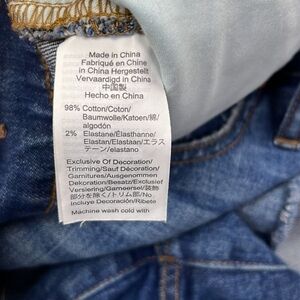 Made in China
Fabriqué en Chine
in China Hergestelt
Vervaardigd in China
中国製
Hecho en China
98% Cotton/Coton/
Baumwolle/Katoen/綿/
algodón
2% Elastane/Élasthanne/
Elastan/Elastaan/エラス
テーン/elastano
Exclusive Of Decoration/
Trimming/Sauf Décoration/
Garnitures/Ausgenommen
Dekoration/Besatz/Exclusief
Versiering/Garneersel/装飾
部分を除く/トリム/No
Incluye Decoración/Ribete
Machine wash cold with